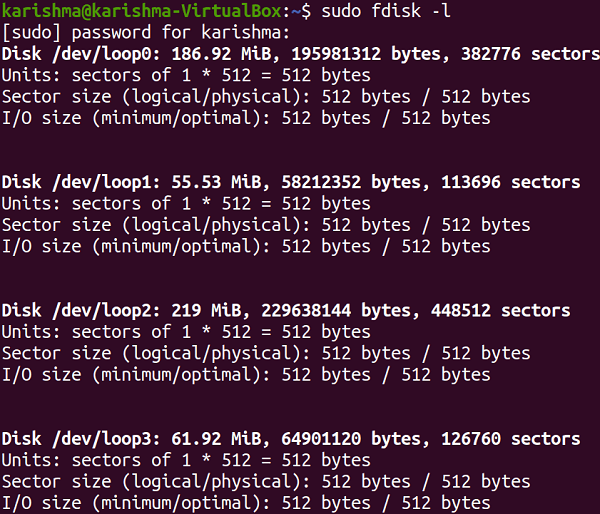 karishma@karishma-VirtualBox:~$ sudo fdisk -l
[sudo] password for karishma:
Disk /dev/loop0: 186.92 MiB, 195981312 bytes, 382776 sectors
Units: sectors of 1 * 512 = 512 bytes
Sector size (logical/physical): 512 bytes / 512 bytes
I/O size (minimum/optimal): 512 bytes / 512 bytes
Disk /dev/loop1: 55.53 MiB, 58212352 bytes, 113696 sectors
Units: sectors of 1 * 512 = 512 bytes
Sector size (logical/physical): 512 bytes / 512 bytes
I/O size (minimum/optimal): 512 bytes / 512 bytes
Disk /dev/loop2: 219 MiB, 229638144 bytes, 448512 sectors
Units: sectors of 1 * 512 = 512 bytes
Sector size (logical/physical): 512 bytes / 512 bytes
I/O size (minimum/optimal): 512 bytes / 512 bytes
Disk /dev/loop3: 61.92 MiB, 64901120 bytes, 126760 sectors
Units: sectors of 1 * 512 = 512 bytes
Sector size (logical/physical): 512 bytes / 512 bytes
I/O size (minimum/optimal): 512 bytes / 512 bytes